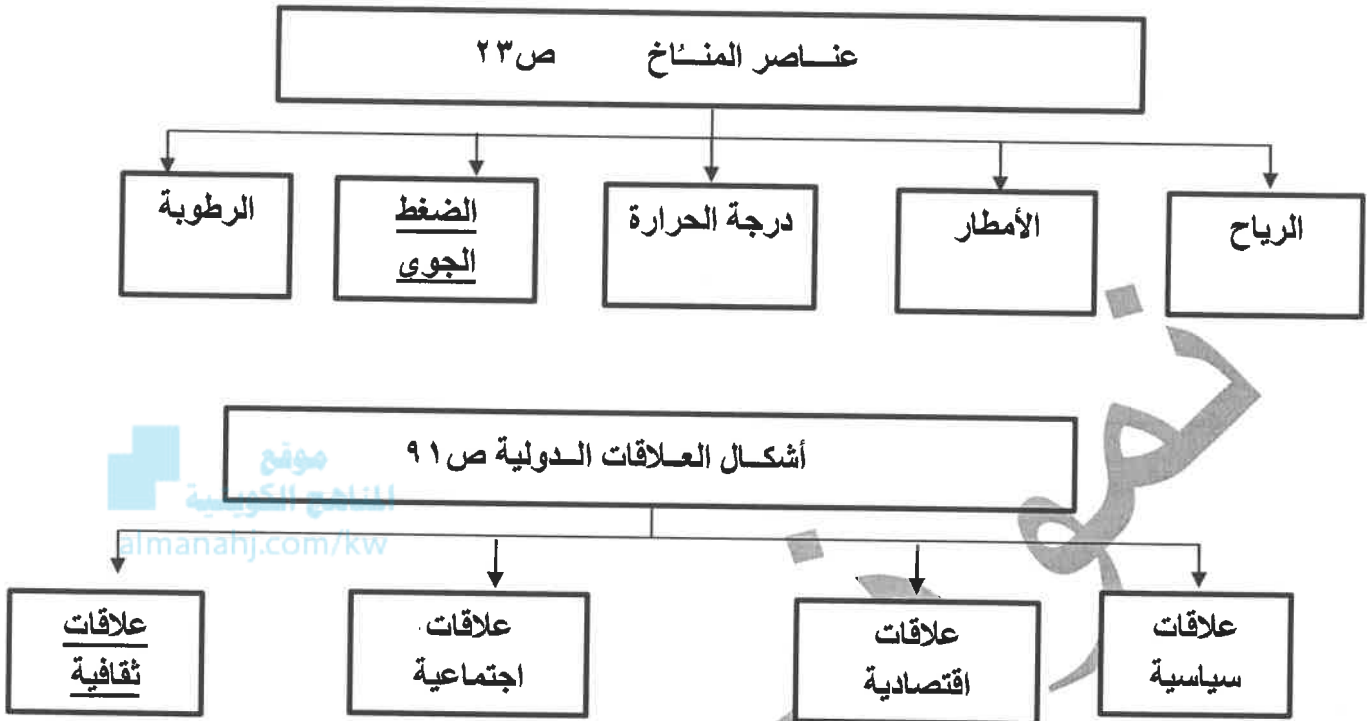 عناصر المناخ ص٢٣
الرياح
الأمطار
درجة الحرارة
الضغط
الجوي
الرطوبة
أشكال العلاقات الدولية ص٩١
موقع
المناهج الكويتية
almanahj.com/kw
علاقات
سياسية
علاقات
اقتصادية
علاقات
اجتماعية
علاقات
ثقافية